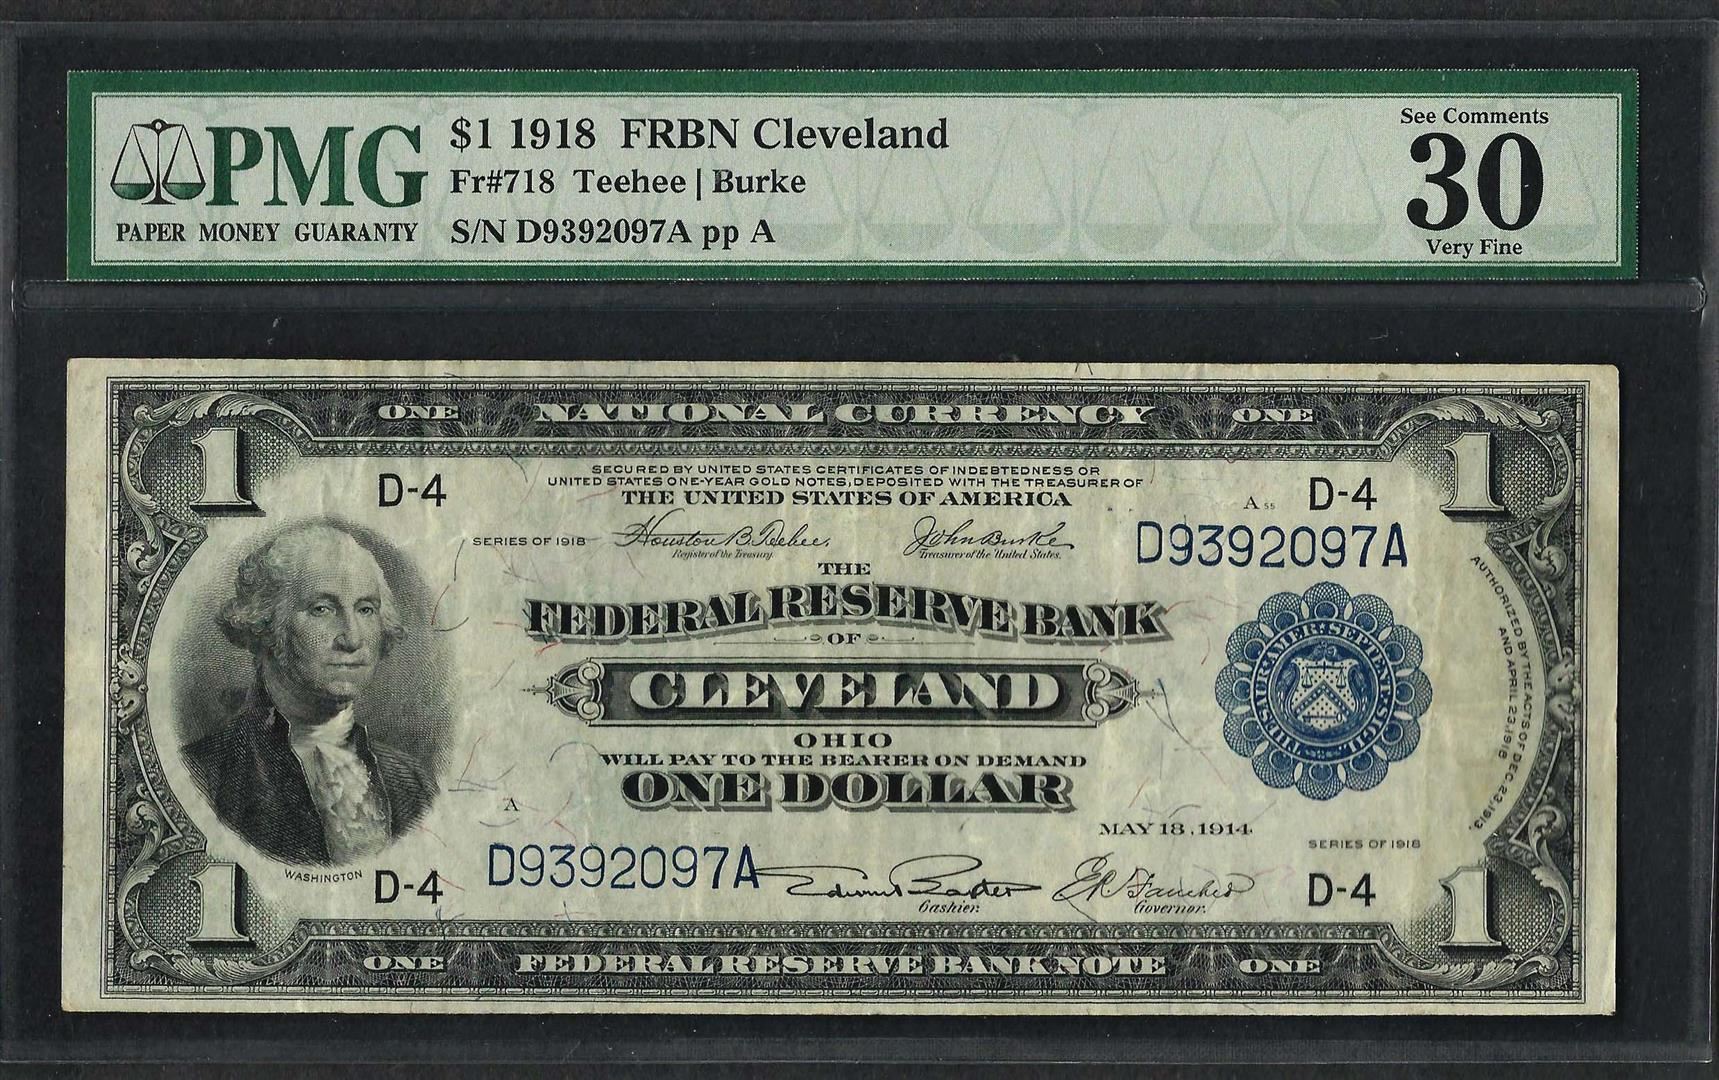 PMG
PAPER MONEY GUARANTY
$1 1918 FRBN Cleveland
Fr#718 Teehee | Burke
S/N D9392097A pp A
See Comments
30
Very Fine
ONE NATIONAL CURRENCY ONE
1 1
SECURED BY UNITED STATES CERTIFICATES OF INDEBTEDNESS OR
UNITED STATES ONE-YEAR GOLD NOTES, DEPOSITED WITH THE TREASURER OF
THE UNITED STATES OF AMERICA
D-4 A 55 D-4
SERIES OF 1918 Houston B. Teehee John Burke
Register of the Treasury. Treasurer of the United States.
D9392097A
THE
FEDERAL RESERVE BANK
OF
CLEVELAND
OHIO
WILL PAY TO THE BEARER ON DEMAND
ONE DOLLAR
THESAUR. AMER. SEPTENT. SIGIL.
AUTHORIZED BY THE ACTS OF DEC. 23, 1913,
AND APRIL 23, 1918
A
MAY 18, 1914
SERIES OF 1918
WASHINGTON
D-4 D9392097A D-4
Cashier. Governor.
1 1
ONE FEDERAL RESERVE BANK NOTE ONE